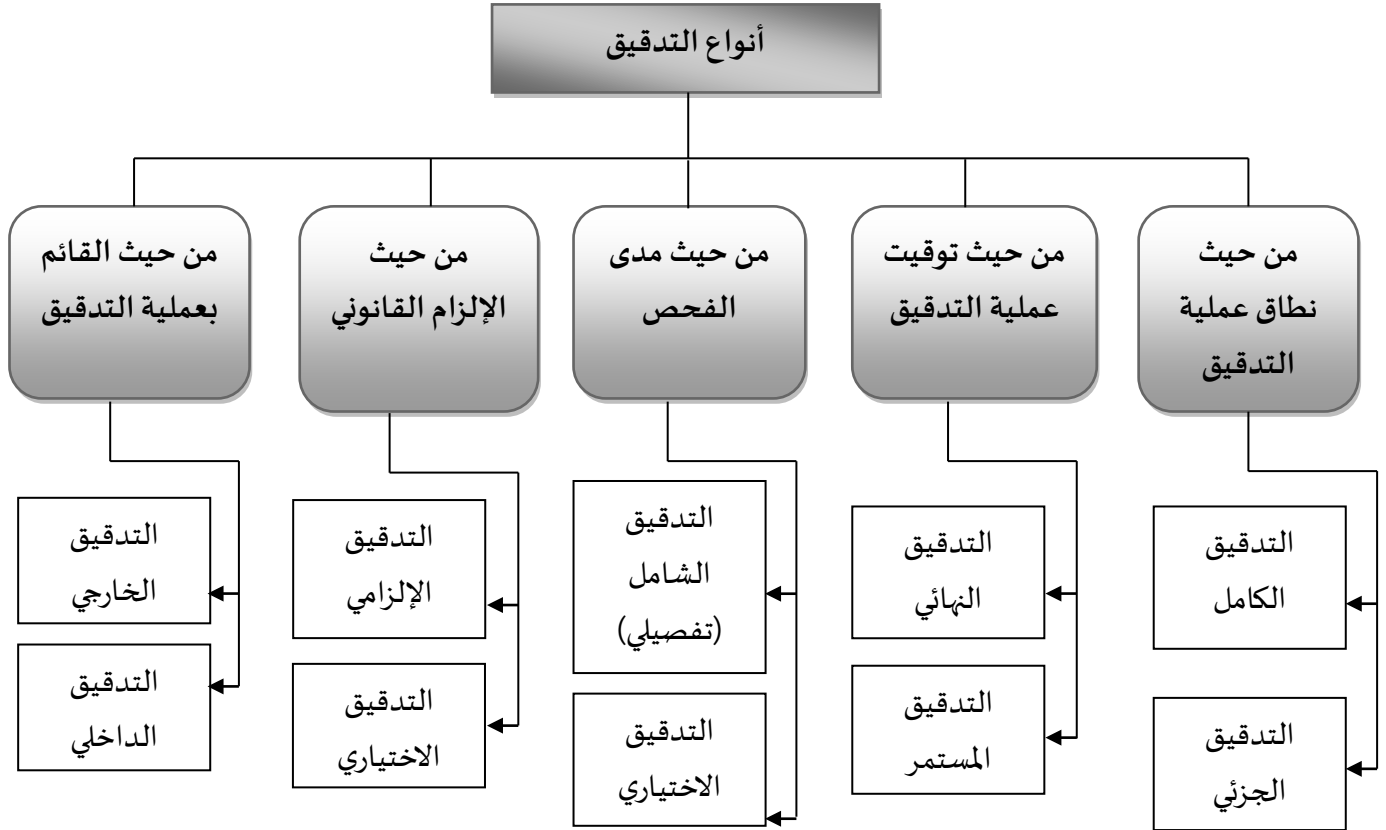 أنواع التدقيق
من حيث
نطاق عملية
التدقيق
من حيث توقيت
عملية التدقيق
من حيث مدى
الفحص
من حيث
الإلزام القانوني
من حيث القائم
بعملية التدقيق
التدقيق
الكامل
التدقيق
الجزئي
التدقيق
النهائي
التدقيق
المستمر
التدقيق
الشامل
(تفصيلي)
التدقيق
الاختياري
التدقيق
الإلزامي
التدقيق
الاختياري
التدقيق
الخارجي
التدقيق
الداخلي